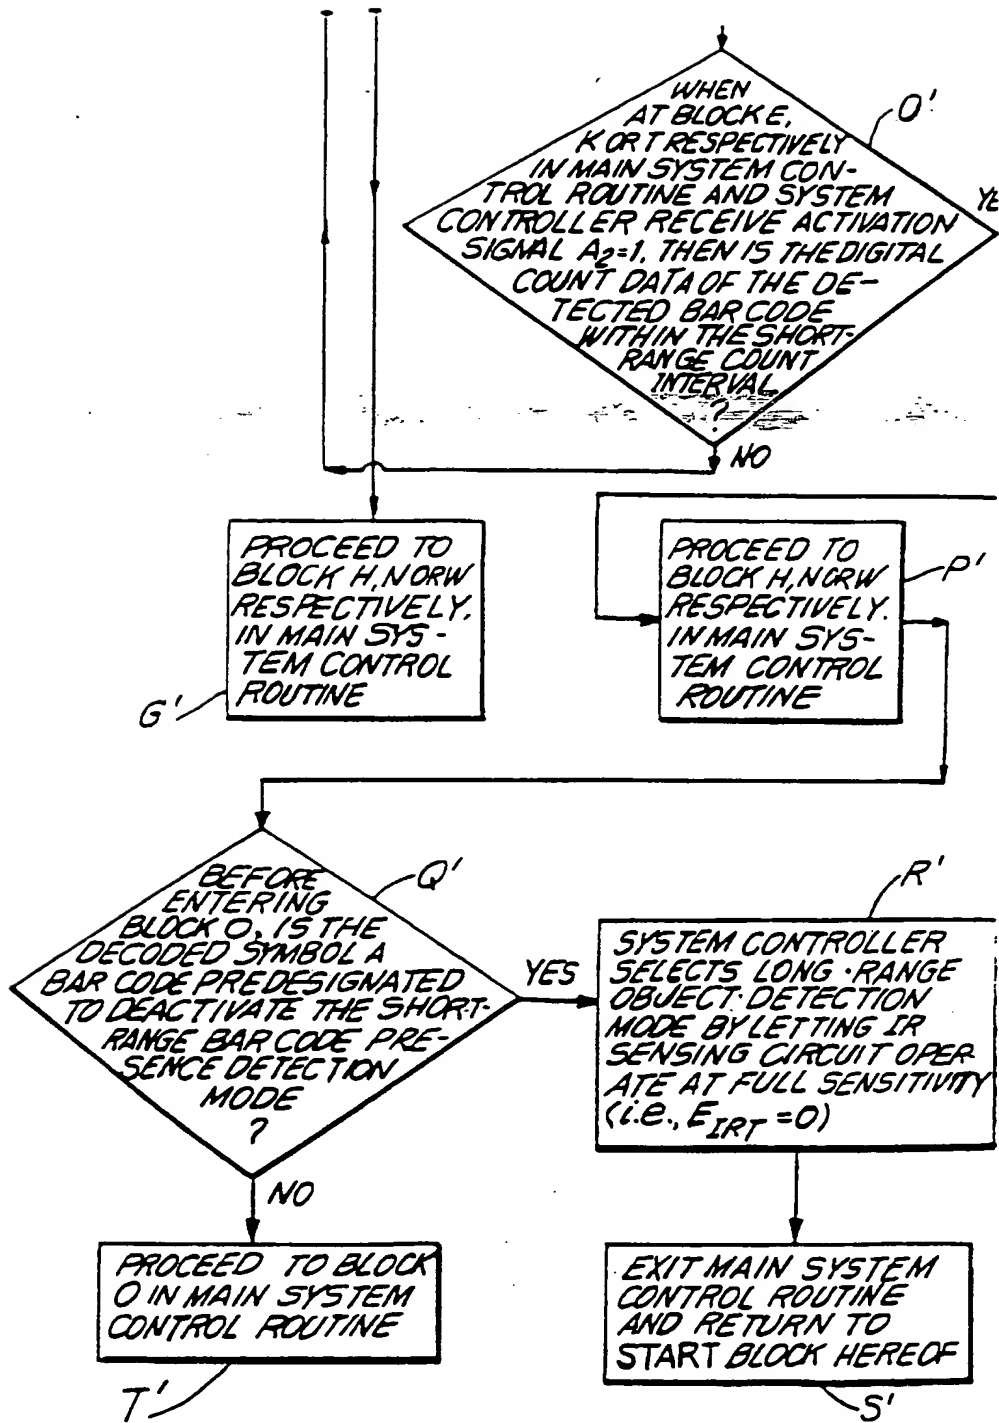 WHEN
AT BLOCK E,
K OR T RESPECTIVELY
IN MAIN SYSTEM CON-
TROL ROUTINE AND SYSTEM
CONTROLLER RECEIVE ACTIVATION
SIGNAL A2=1, THEN IS THE DIGITAL
COUNT DATA OF THE DE-
TECTED BAR CODE
WITHIN THE SHORT-
RANGE COUNT
INTERVAL
?
O'
YE
NO
PROCEED TO
BLOCK H, N OR W
RESPECTIVELY,
IN MAIN SYS-
TEM CONTROL
ROUTINE
G'
PROCEED TO
BLOCK H, N OR W
RESPECTIVELY.
IN MAIN SYS-
TEM CONTROL
ROUTINE
P'
BEFORE
ENTERING
BLOCK O, IS THE
DECODED SYMBOL A
BAR CODE PREDESIGNATED
TO DEACTIVATE THE SHORT-
RANGE BAR CODE PRE-
SENCE DETECTION
MODE
?
Q'
YES
NO
SYSTEM CONTROLLER
SELECTS LONG-RANGE
OBJECT DETECTION
MODE BY LETTING IR
SENSING CIRCUIT OPER-
ATE AT FULL SENSITIVITY
(i.e., EIRT =0)
R'
PROCEED TO BLOCK
O IN MAIN SYSTEM
CONTROL ROUTINE
T'
EXIT MAIN SYSTEM
CONTROL ROUTINE
AND RETURN TO
START BLOCK HEREOF
S'